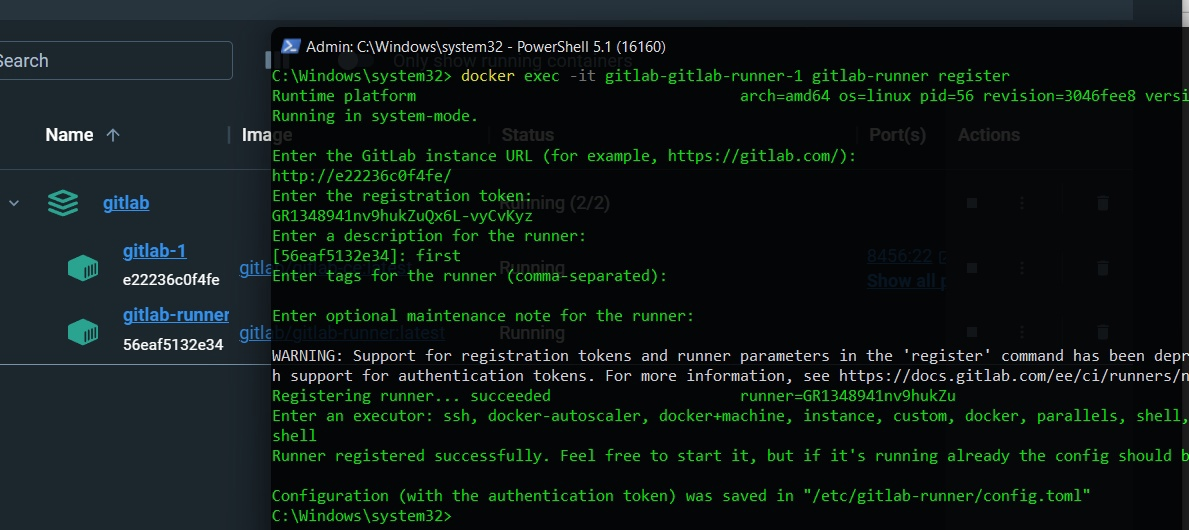 Search
Only show running containers
Name
Image
Status
Port(s)
Actions
gitlab
Running (2/2)
gitlab-1
e22236c0f4fe
Running
8456:22
Show all p
gitlab-runner
gitlab/gitlab-runner:latest
56eaf5132e34
Running
Admin: C:\Windows\system32 - PowerShell 5.1 (16160)
C:\Windows\system32> docker exec -it gitlab-gitlab-runner-1 gitlab-runner register
Runtime platform arch=amd64 os=linux pid=56 revision=3046fee8 versi
Running in system-mode.
Enter the GitLab instance URL (for example, https://gitlab.com/):
http://e22236c0f4fe/
Enter the registration token:
GR1348941nv9hukZuQx6L-vyCvKyz
Enter a description for the runner:
[56eaf5132e34]: first
Enter tags for the runner (comma-separated):
Enter optional maintenance note for the runner:
WARNING: Support for registration tokens and runner parameters in the 'register' command has been depr
h support for authentication tokens. For more information, see https://docs.gitlab.com/ee/ci/runners/n
Registering runner... succeeded runner=GR1348941nv9hukZu
Enter an executor: ssh, docker-autoscaler, docker+machine, instance, custom, docker, parallels, shell,
shell
Runner registered successfully. Feel free to start it, but if it's running already the config should b
Configuration (with the authentication token) was saved in "/etc/gitlab-runner/config.toml"
C:\Windows\system32>